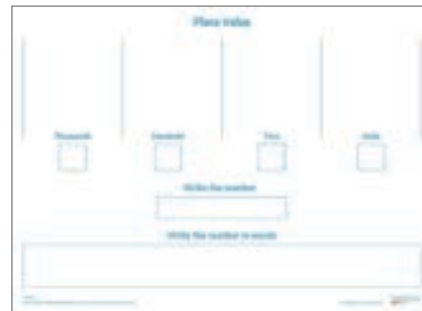 Place Value
Thousands Hundreds Tens Units
Write the number
Write the number in words